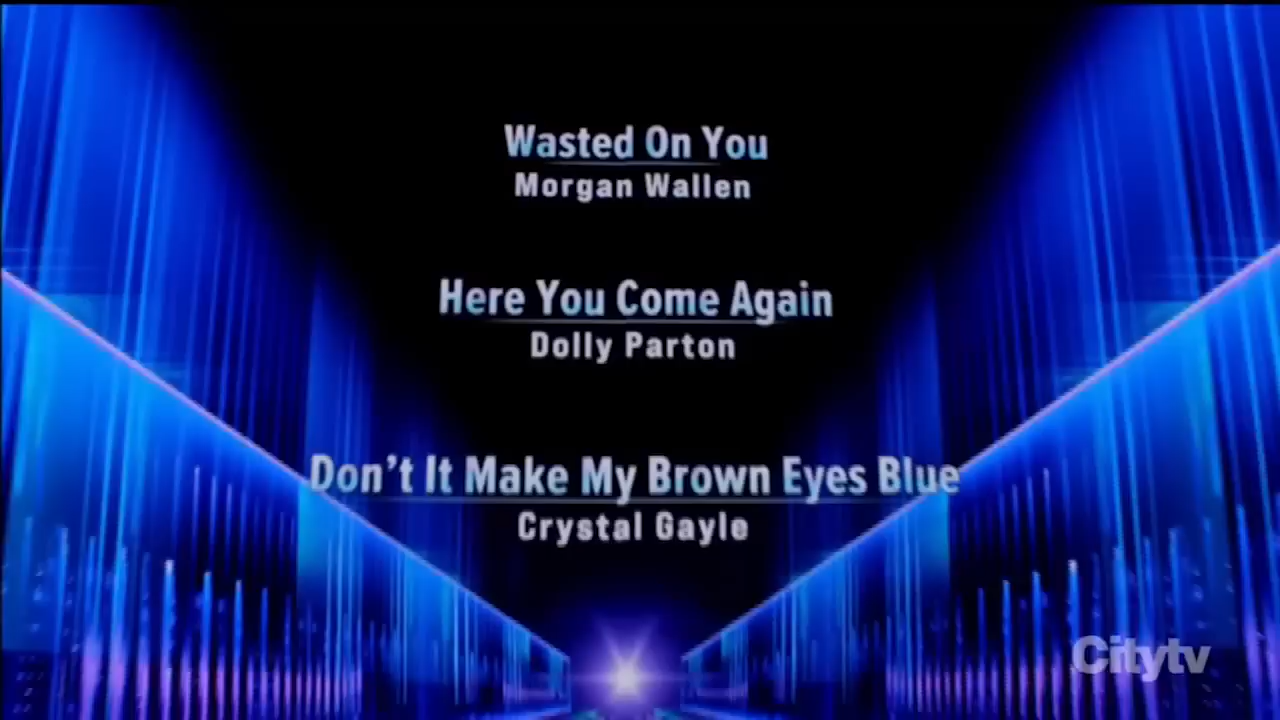 Wasted On You
Morgan Wallen
Here You Come Again
Dolly Parton
Don't It Make My Brown Eyes Blue
Crystal Gayle
Citytv